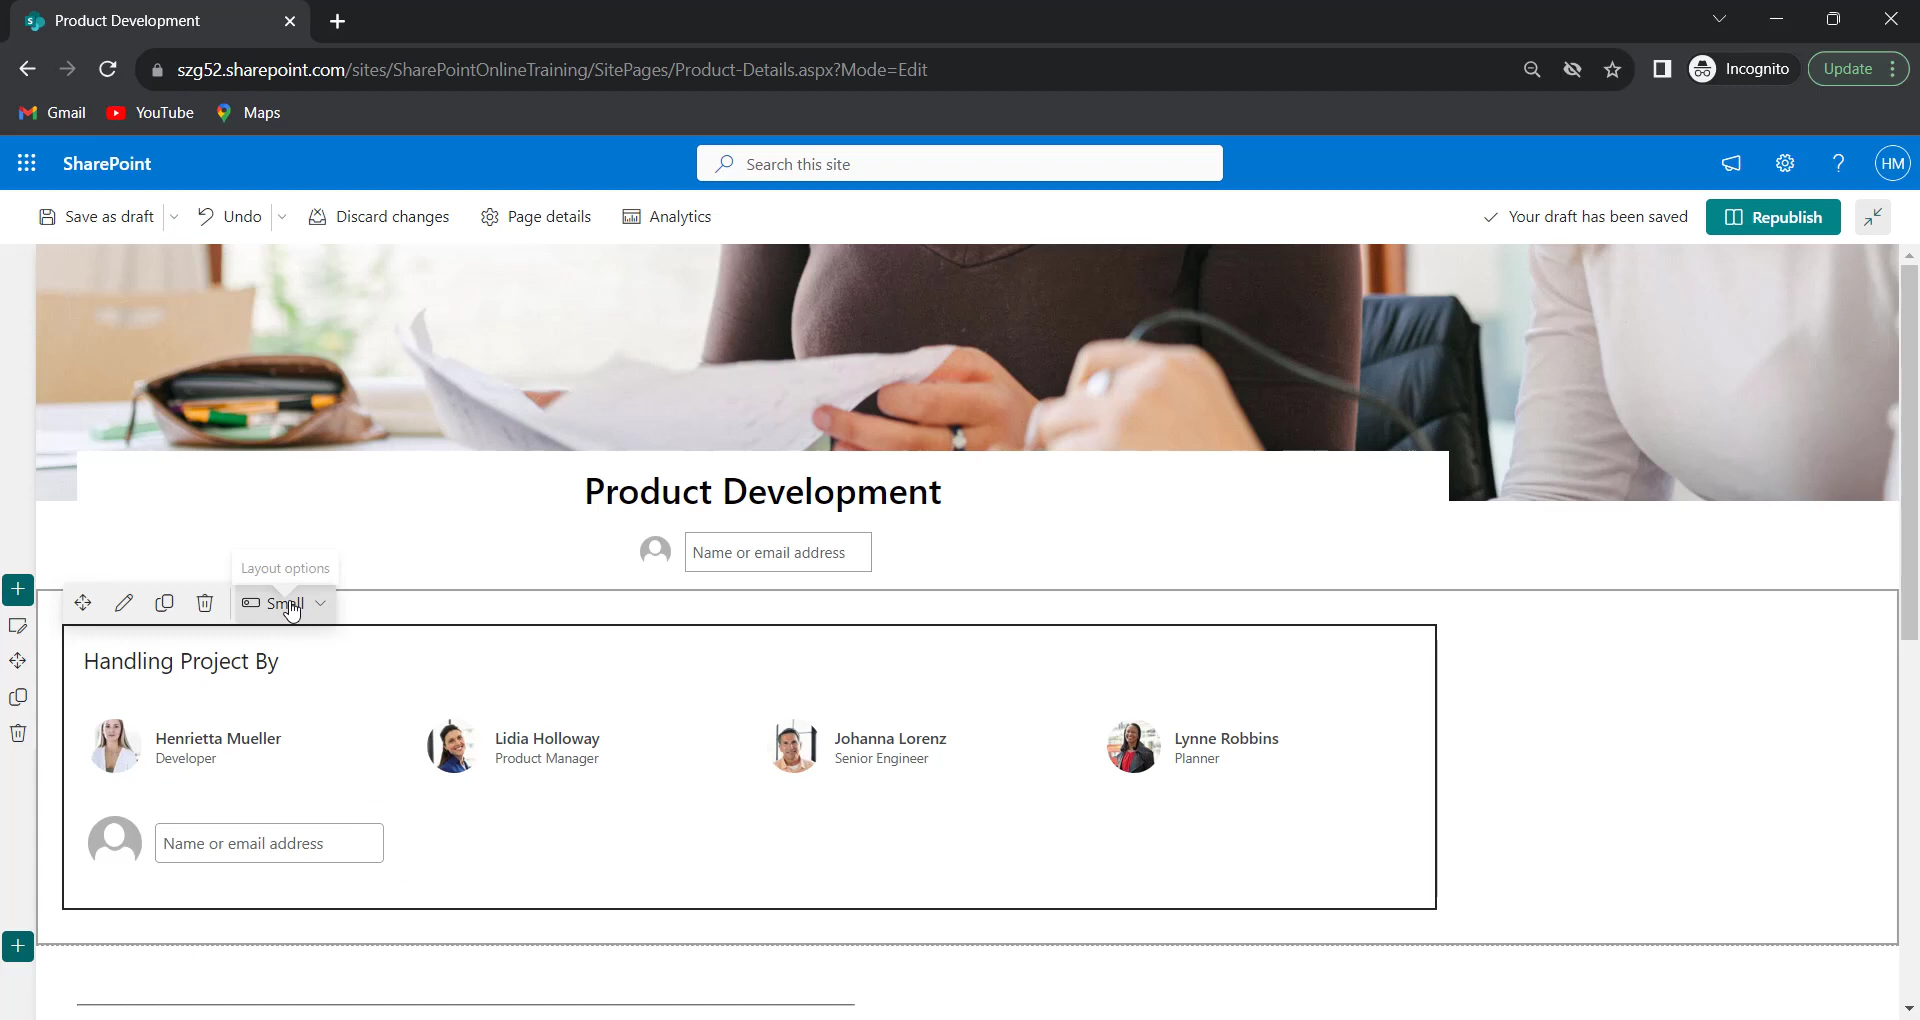 Product Development
szg52.sharepoint.com/sites/SharePointOnlineTraining/SitePages/Product-Details.aspx?Mode=Edit
Incognito
Update
Gmail
YouTube
Maps
SharePoint
Search this site
HM
Save as draft
Undo
Discard changes
Page details
Analytics
Your draft has been saved
Republish
Product Development
Name or email address
Layout options
Small
Handling Project By
Henrietta Mueller
Developer
Lidia Holloway
Product Manager
Johanna Lorenz
Senior Engineer
Lynne Robbins
Planner
Name or email address